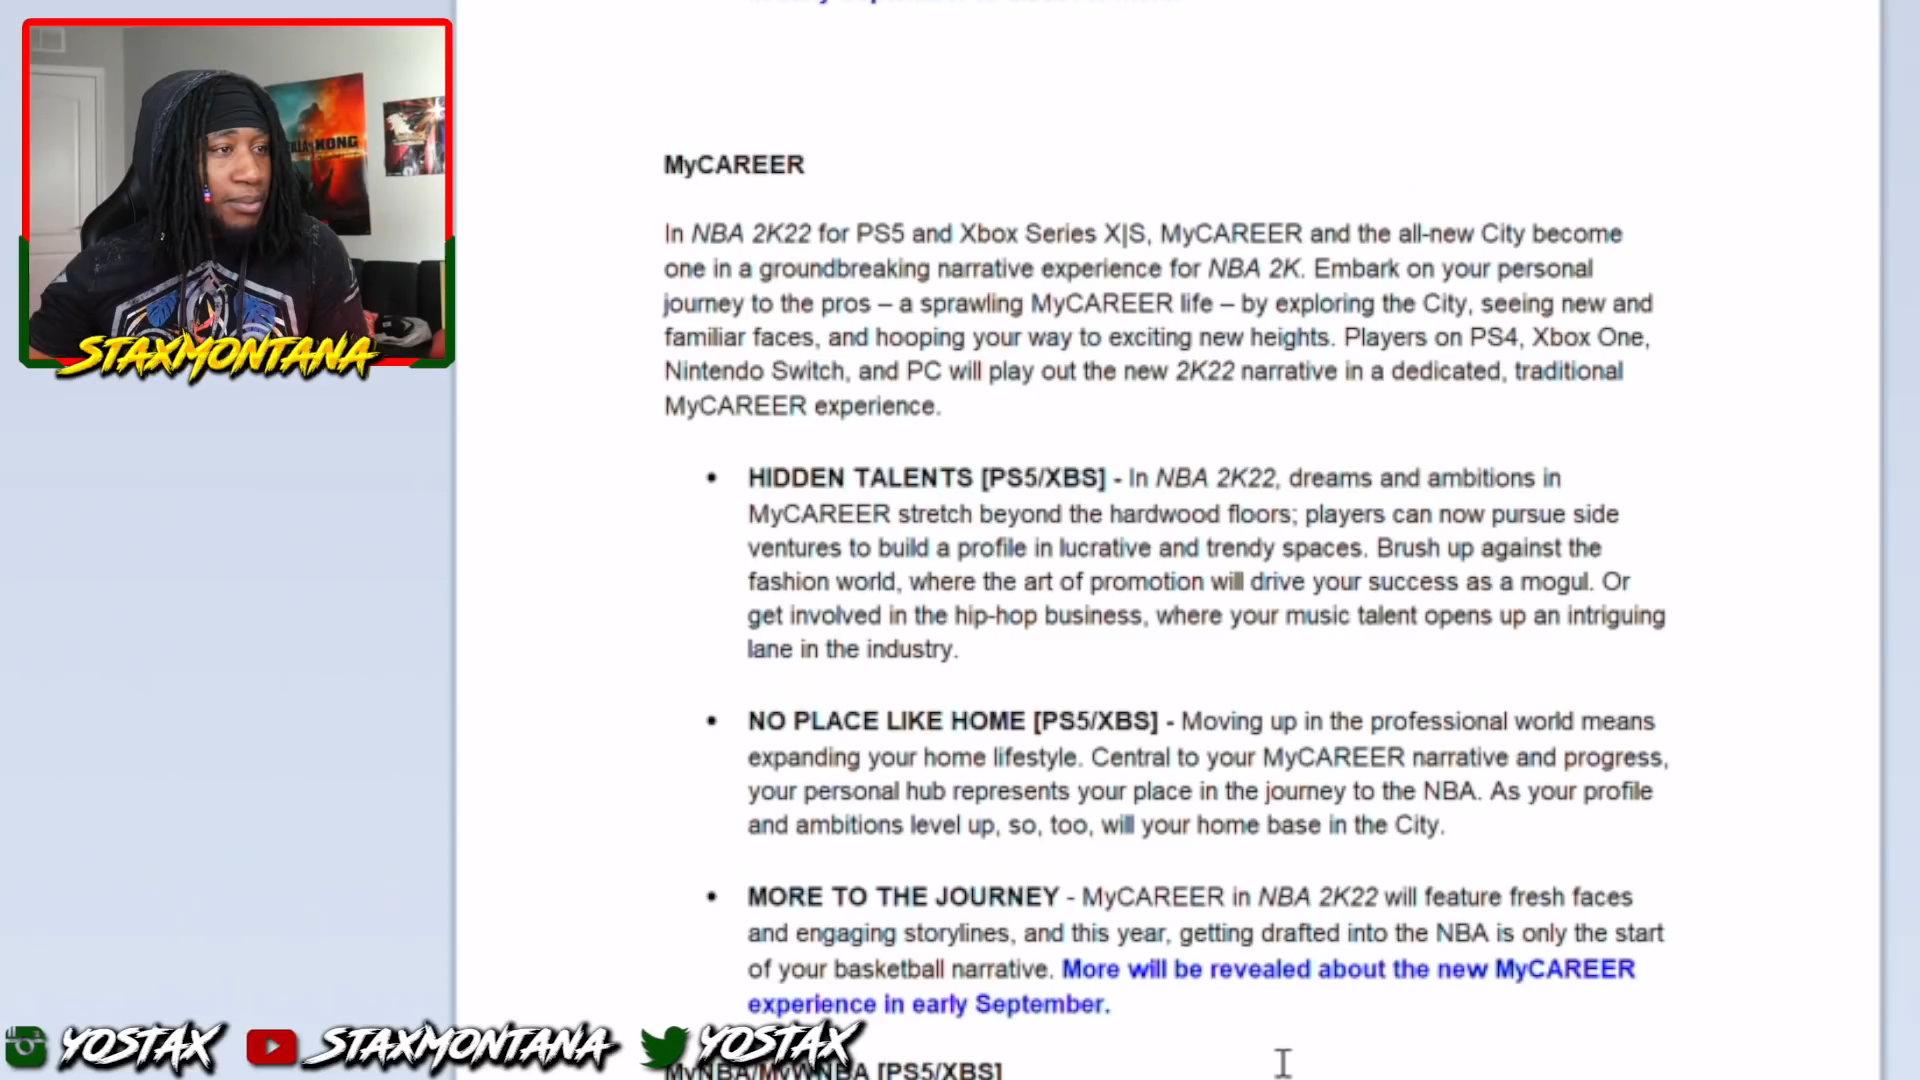 KONG
STAXMONTANA
MyCAREER
In NBA 2K22 for PS5 and Xbox Series X|S, MyCAREER and the all-new City become
one in a groundbreaking narrative experience for NBA 2K. Embark on your personal
journey to the pros – a sprawling MyCAREER life – by exploring the City, seeing new and
familiar faces, and hooping your way to exciting new heights. Players on PS4, Xbox One,
Nintendo Switch, and PC will play out the new 2K22 narrative in a dedicated, traditional
MyCAREER experience.
• HIDDEN TALENTS [PS5/XBS] - In NBA 2K22, dreams and ambitions in
MyCAREER stretch beyond the hardwood floors; players can now pursue side
ventures to build a profile in lucrative and trendy spaces. Brush up against the
fashion world, where the art of promotion will drive your success as a mogul. Or
get involved in the hip-hop business, where your music talent opens up an intriguing
lane in the industry.
• NO PLACE LIKE HOME [PS5/XBS] - Moving up in the professional world means
expanding your home lifestyle. Central to your MyCAREER narrative and progress,
your personal hub represents your place in the journey to the NBA. As your profile
and ambitions level up, so, too, will your home base in the City.
• MORE TO THE JOURNEY - MyCAREER in NBA 2K22 will feature fresh faces
and engaging storylines, and this year, getting drafted into the NBA is only the start
of your basketball narrative. More will be revealed about the new MyCAREER
experience in early September.
YOSTAX STAXMONTANA YOSTAX
MyNBA/MyWNBA [PS5/XBS]